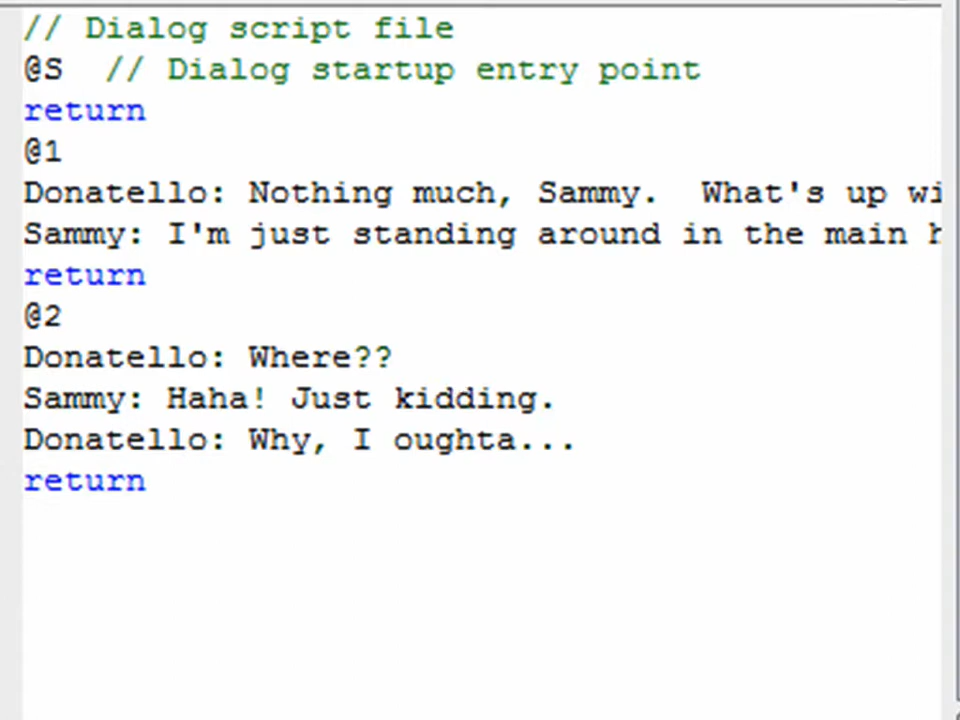 // Dialog script file
@S  // Dialog startup entry point
return
@1
Donatello: Nothing much, Sammy.  What's up
Sammy: I'm just standing around in the main
return
@2
Donatello: Where??
Sammy: Haha! Just kidding.
Donatello: Why, I oughta...
return